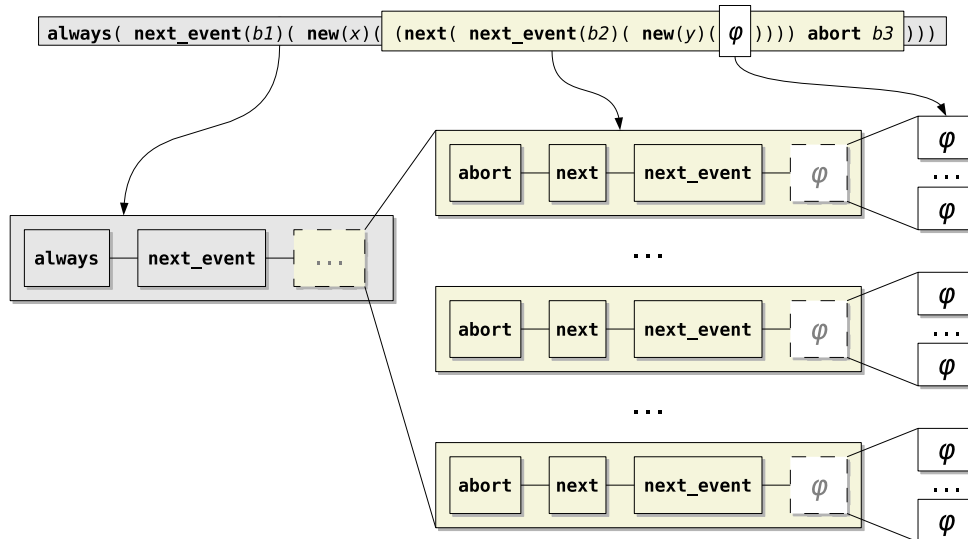 always( next_event(b1)( new(x)( (next( next_event(b2)( new(y)( φ )))) abort b3 )))
φ
...
abort next next_event φ
φ
always next_event ...
...
φ
abort next next_event φ
...
φ
...
φ
abort next next_event φ
...
φ